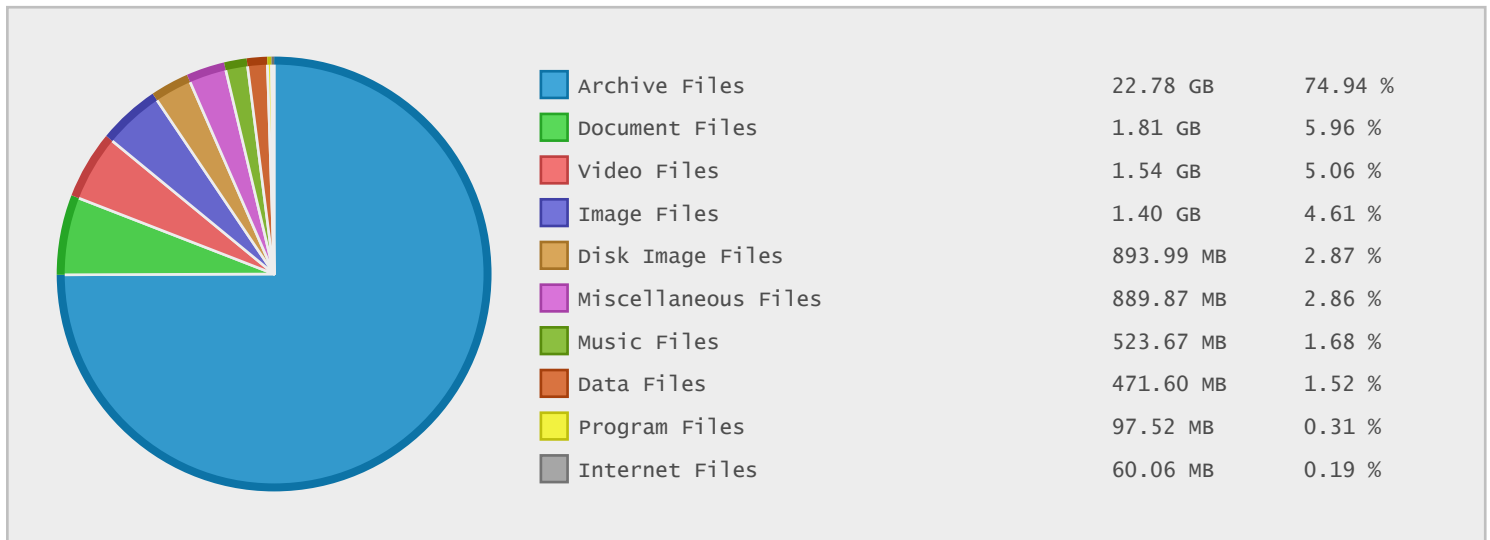 Archive Files 22.78 GB 74.94 %
Document Files 1.81 GB 5.96 %
Video Files 1.54 GB 5.06 %
Image Files 1.40 GB 4.61 %
Disk Image Files 893.99 MB 2.87 %
Miscellaneous Files 889.87 MB 2.86 %
Music Files 523.67 MB 1.68 %
Data Files 471.60 MB 1.52 %
Program Files 97.52 MB 0.31 %
Internet Files 60.06 MB 0.19 %